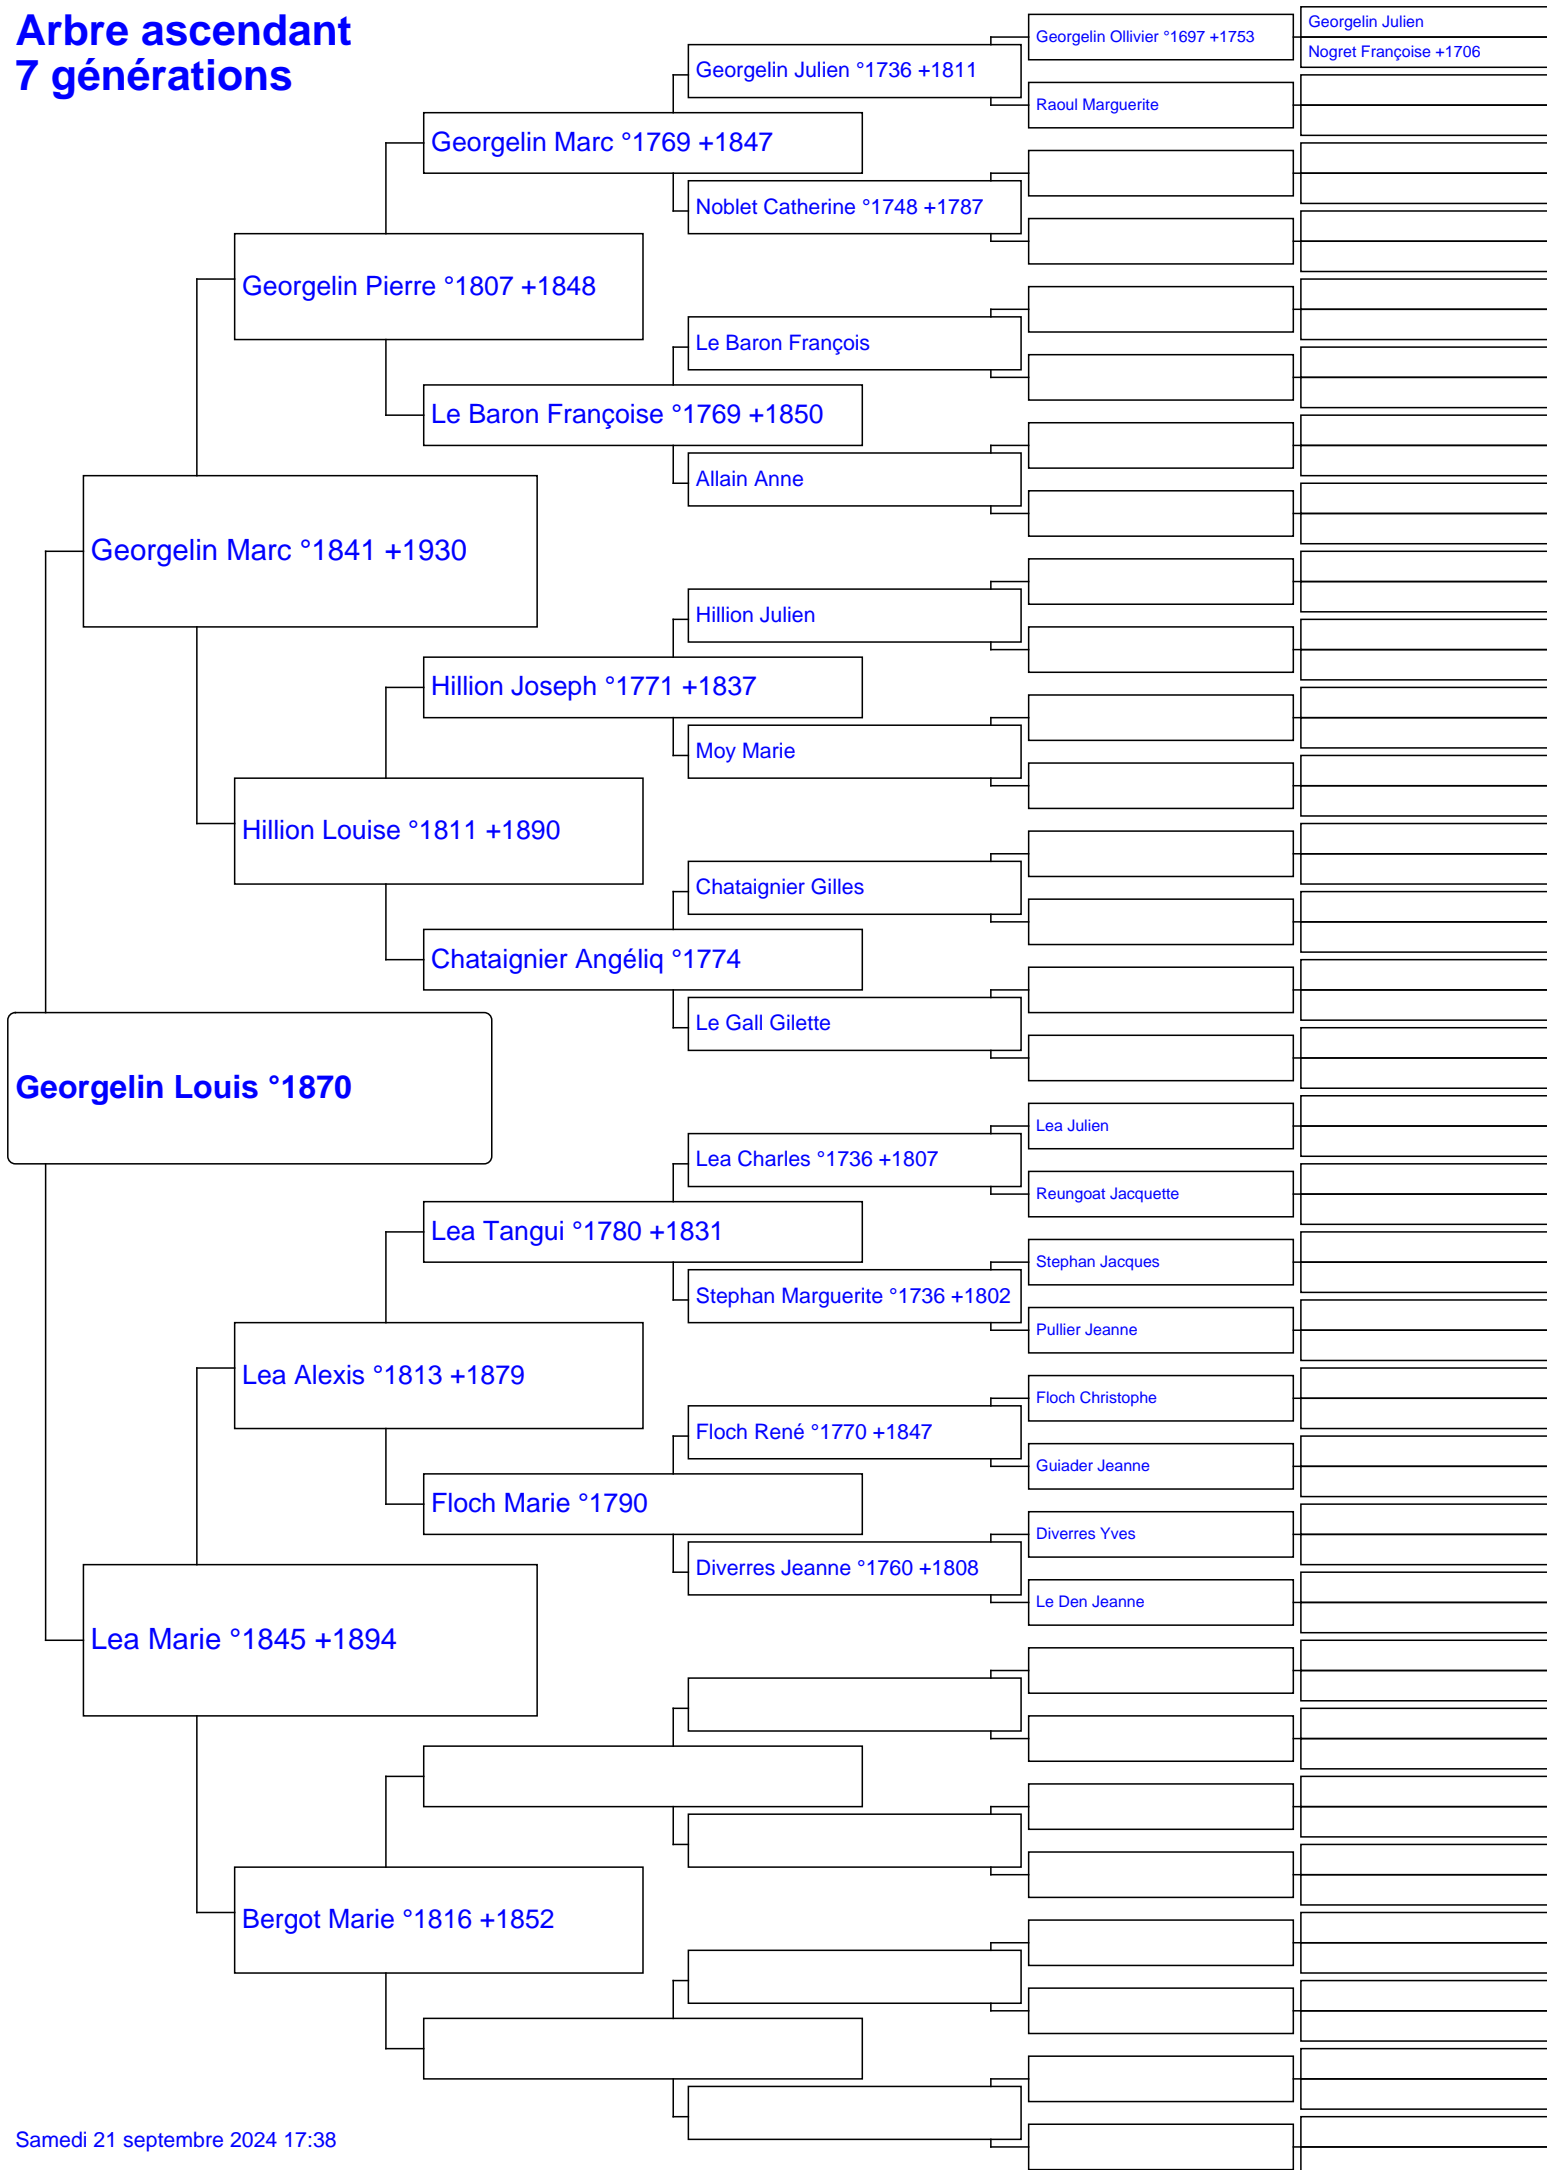 Arbre ascendant
7 générations
Georgelin Julien
Georgelin Ollivier °1697 +1753
Nogret Françoise +1706
Georgelin Julien °1736 +1811
Raoul Marguerite
Georgelin Marc °1769 +1847
Noblet Catherine °1748 +1787
Georgelin Pierre °1807 +1848
Le Baron François
Le Baron Françoise °1769 +1850
Allain Anne
Georgelin Marc °1841 +1930
Hillion Julien
Hillion Joseph °1771 +1837
Moy Marie
Hillion Louise °1811 +1890
Chataignier Gilles
Chataignier Angéliq °1774
Le Gall Gilette
Georgelin Louis °1870
Lea Julien
Lea Charles °1736 +1807
Reungoat Jacquette
Lea Tangui °1780 +1831
Stephan Jacques
Stephan Marguerite °1736 +1802
Pullier Jeanne
Lea Alexis °1813 +1879
Floch Christophe
Floch René °1770 +1847
Guiader Jeanne
Floch Marie °1790
Diverres Yves
Diverres Jeanne °1760 +1808
Le Den Jeanne
Lea Marie °1845 +1894
Bergot Marie °1816 +1852
Samedi 21 septembre 2024 17:38